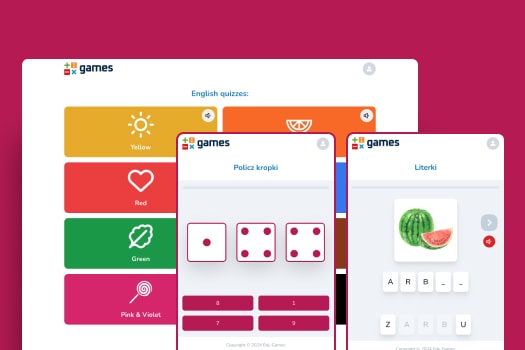 games
English quizzes:
Yellow
Red
Green
Pink & Violet
games
Policz kropki
8 1
7 9
Copyright © 2024 Edu Games
games
Literki
A R B _ _
Z A R B U
Copyright © 2024 Edu Games